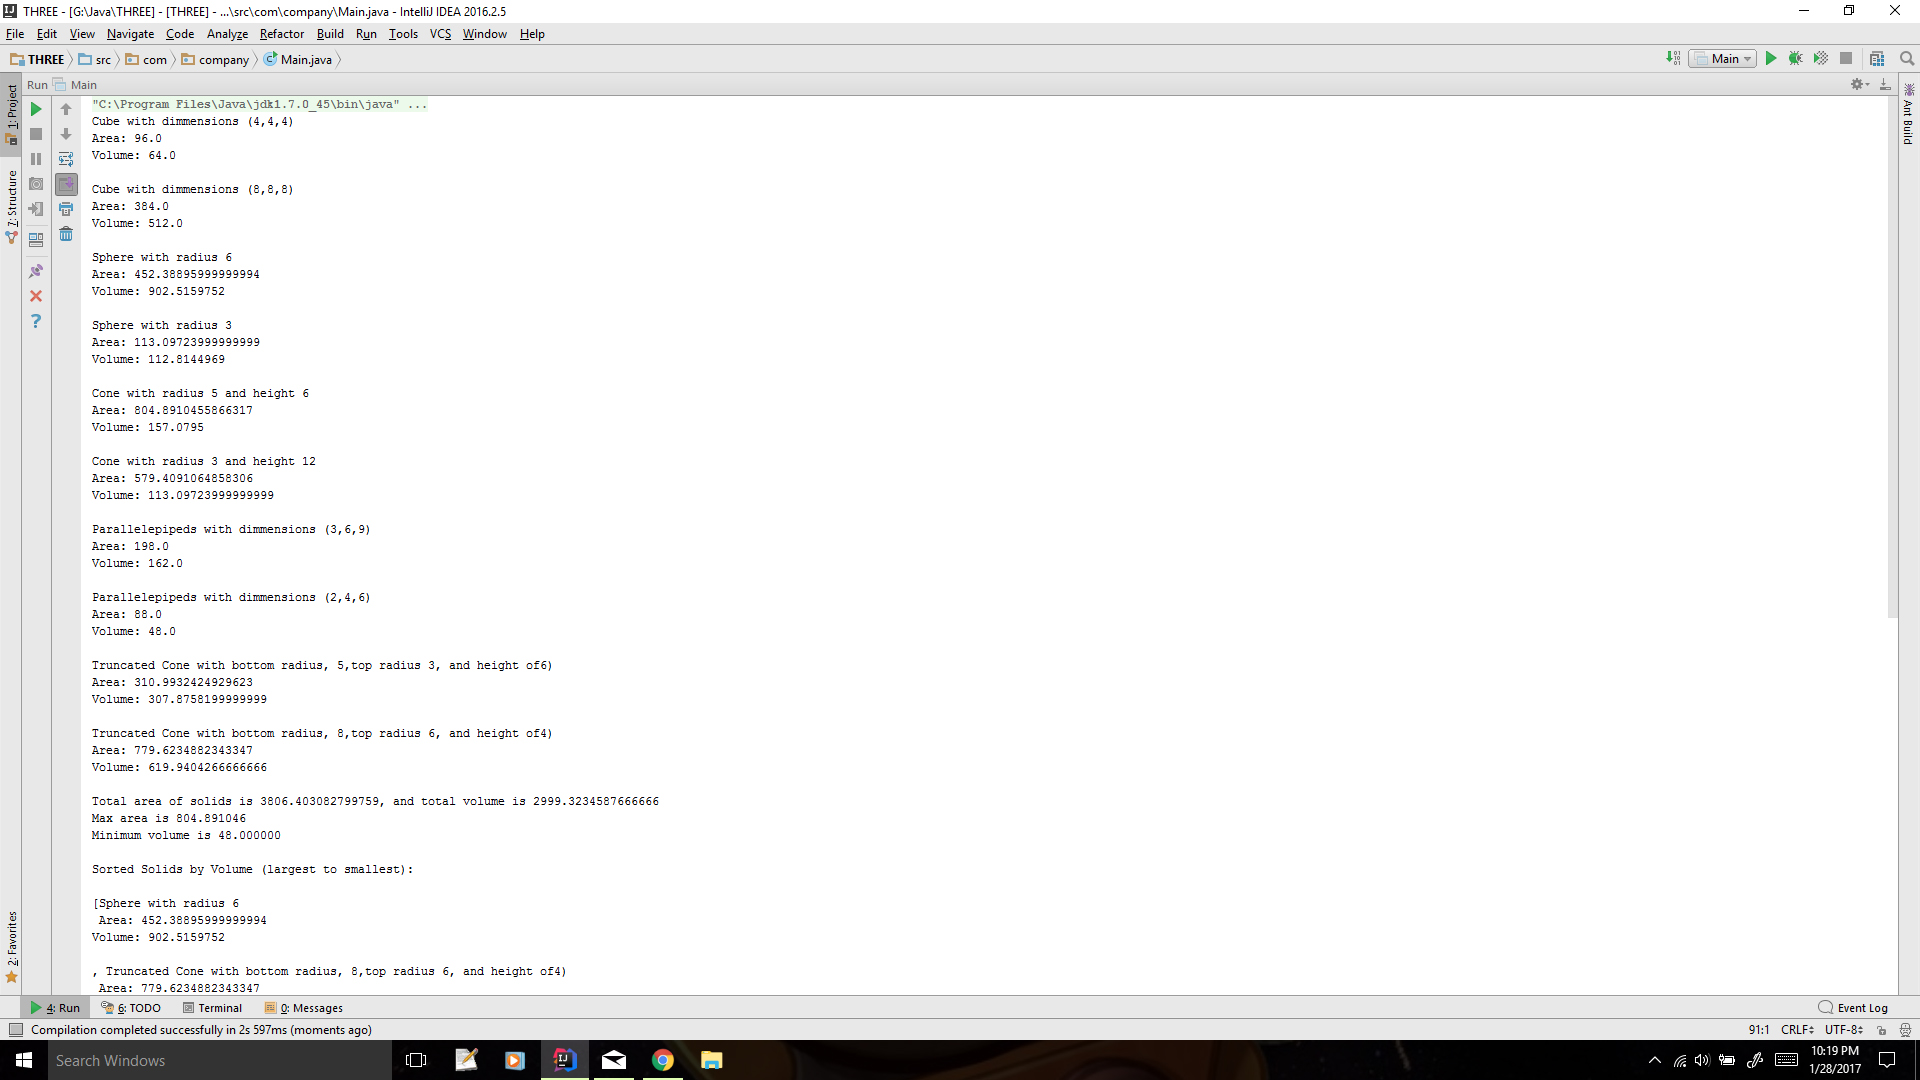 THREE - [G:\Java\THREE] - [THREE] - ...\src\com\company\Main.java - IntelliJ IDEA 2016.2.5
File Edit View Navigate Code Analyze Refactor Build Run Tools VCS Window Help
THREE src com company Main.java Main
Run Main
1: Project
7: Structure
2: Favorites
Ant Build
"C:\Program Files\Java\jdk1.7.0_45\bin\java" ...
Cube with dimmensions (4,4,4)
Area: 96.0
Volume: 64.0
Cube with dimmensions (8,8,8)
Area: 384.0
Volume: 512.0
Sphere with radius 6
Area: 452.38895999999994
Volume: 902.5159752
Sphere with radius 3
Area: 113.09723999999999
Volume: 112.8144969
Cone with radius 5 and height 6
Area: 804.8910455866317
Volume: 157.0795
Cone with radius 3 and height 12
Area: 579.4091064858306
Volume: 113.09723999999999
Parallelepipeds with dimmensions (3,6,9)
Area: 198.0
Volume: 162.0
Parallelepipeds with dimmensions (2,4,6)
Area: 88.0
Volume: 48.0
Truncated Cone with bottom radius, 5,top radius 3, and height of6)
Area: 310.9932424929623
Volume: 307.8758199999999
Truncated Cone with bottom radius, 8,top radius 6, and height of4)
Area: 779.6234882343347
Volume: 619.9404266666666
Total area of solids is 3806.403082799759, and total volume is 2999.3234587666666
Max area is 804.891046
Minimum volume is 48.000000
Sorted Solids by Volume (largest to smallest):
[Sphere with radius 6
Area: 452.38895999999994
Volume: 902.5159752
, Truncated Cone with bottom radius, 8,top radius 6, and height of4)
Area: 779.6234882343347
4: Run 6: TODO Terminal 0: Messages Event Log
Compilation completed successfully in 2s 597ms (moments ago) 91:1 CRLF UTF-8
Search Windows
10:19 PM
1/28/2017